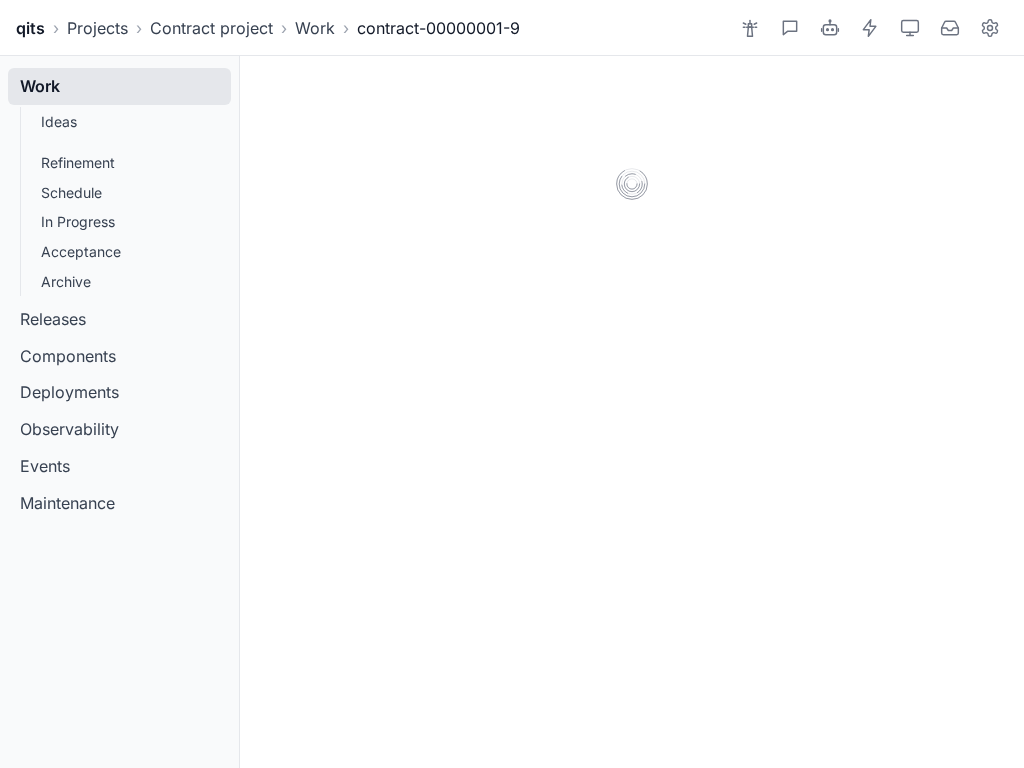 qits › Projects › Contract project › Work › contract-00000001-9
Work
Ideas
Refinement
Schedule
In Progress
Acceptance
Archive
Releases
Components
Deployments
Observability
Events
Maintenance